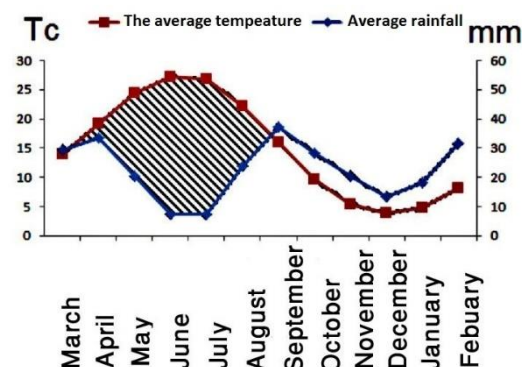 Tc
The average tempeature
Average rainfall
mm
30
25
20
15
10
5
0
60
50
40
30
20
10
0
March
April
May
June
July
August
September
October
November
December
January
Febuary